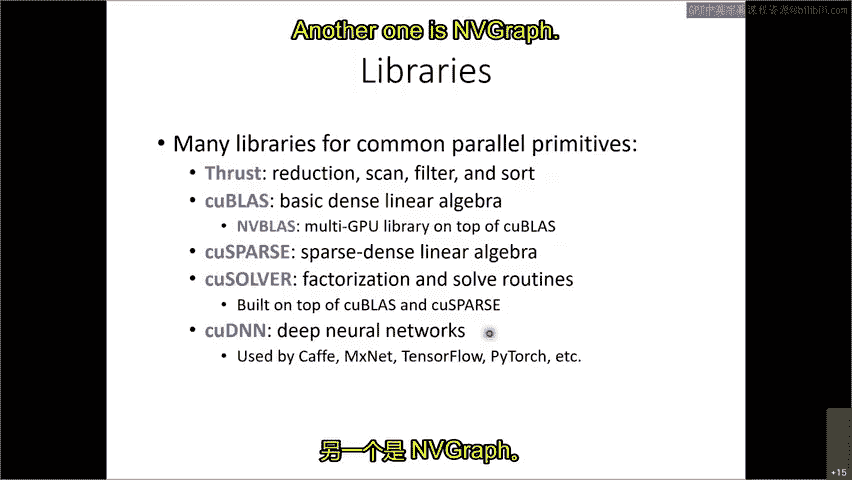 Another one is NVGraph.
Libraries
• Many libraries for common parallel primitives:
• Thrust: reduction, scan, filter, and sort
• cuBLAS: basic dense linear algebra
• NVBLAS: multi-GPU library on top of cuBLAS
• cuSPARSE: sparse-dense linear algebra
• cuSOLVER: factorization and solve routines
• Built on top of cuBLAS and cuSPARSE
• cuDNN: deep neural networks
• Used by Caffe, MxNet, TensorFlow, PyTorch, etc.
另一个是 NVGraph。
+15